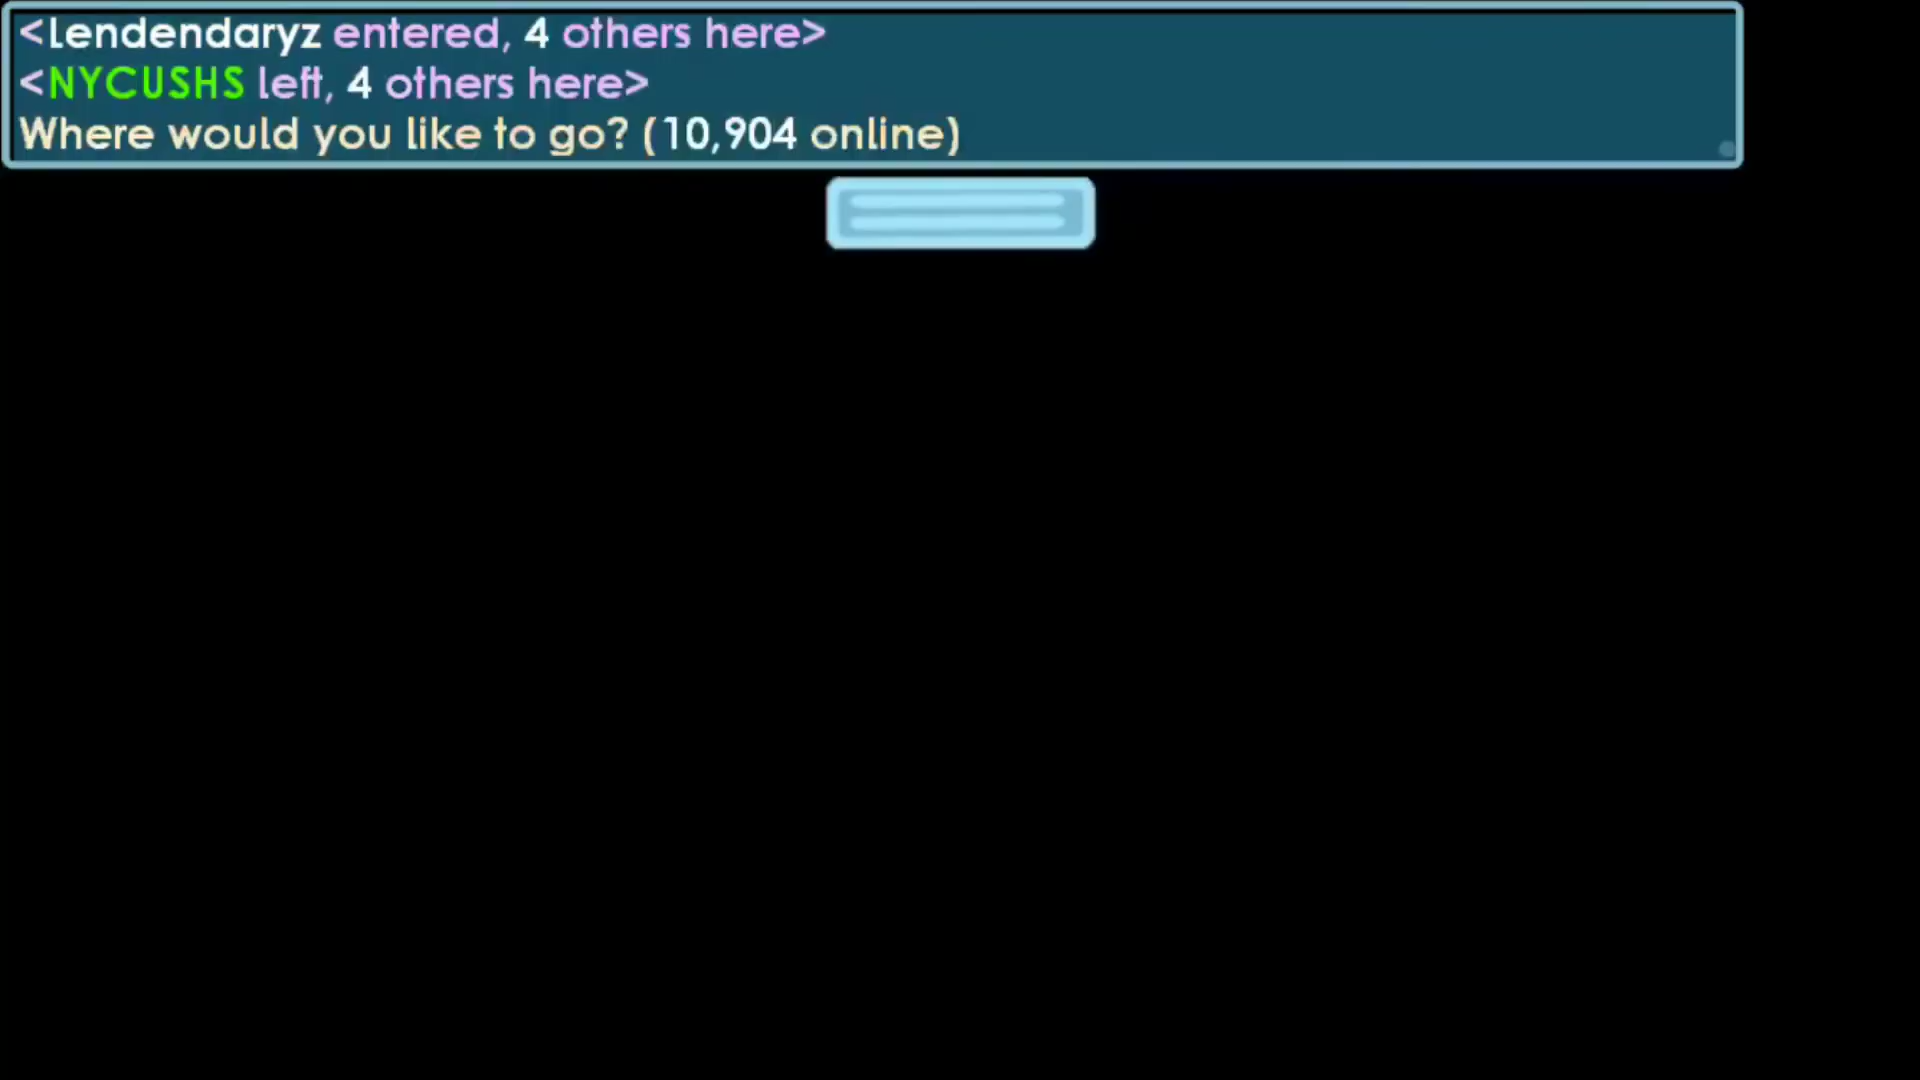 <Lendendaryz entered, 4 others here>
<NYCUSHS left, 4 others here>
Where would you like to go? (10,904 online)